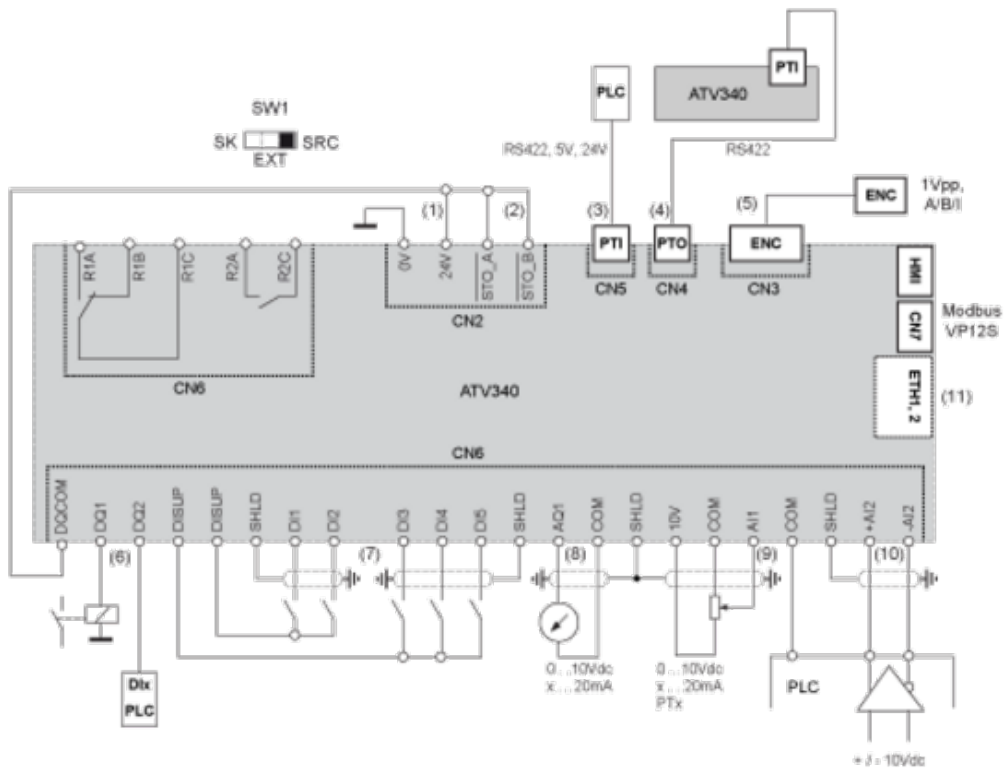 PTI
PLC
ATV340
SW1
SK
SRC
EXT
RS422, 5V, 24V
RS422
1Vpp,
A/B/I
ENC
(1)
(2)
(3)
(4)
(5)
R1A
R1B
R1C
R2A
R2C
0V
24V
STO_A
STO_B
PTI
PTO
ENC
HMI
CN5
CN4
CN3
CN2
CN7
Modbus
VP12S
CN6
ATV340
ETH1, 2
(11)
CN6
DQCOM
DQ1
DQ2
DISUP
DISUP
SHLD
DI1
DI2
DI3
DI4
DI5
SHLD
AQ1
COM
SHLD
10V
COM
AI1
COM
SHLD
+AI2
-AI2
(6)
(7)
(8)
(9)
(10)
0...10Vdc
x...20mA
0...10Vdc
x...20mA
PTx
DIx
PLC
PLC
+/- 10Vdc